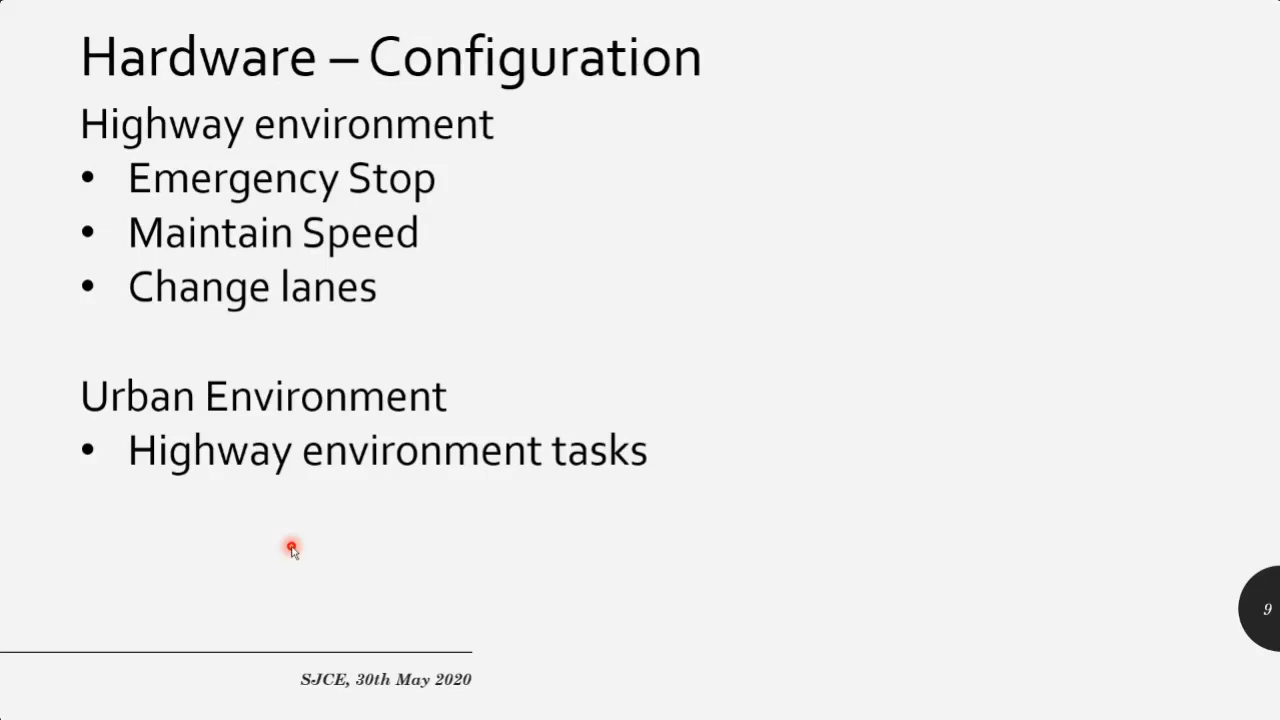 Hardware – Configuration
Highway environment
• Emergency Stop
• Maintain Speed
• Change lanes
Urban Environment
• Highway environment tasks
9
SJCE, 30th May 2020